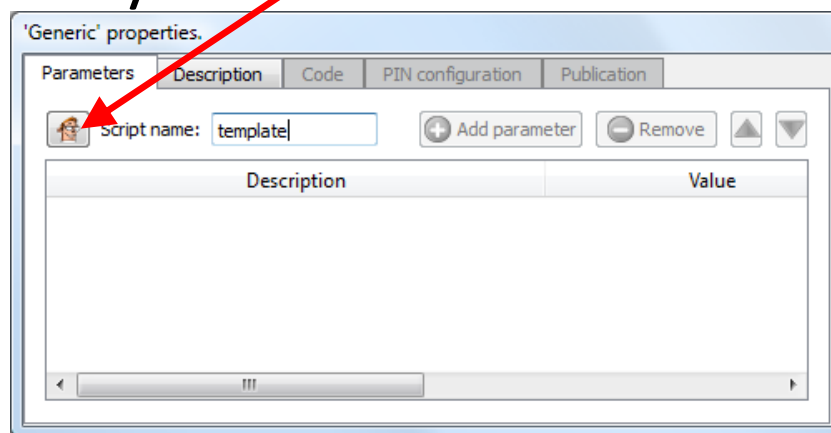 'Generic' properties.
Parameters Description Code PIN configuration Publication
Script name: template Add parameter Remove
Description Value